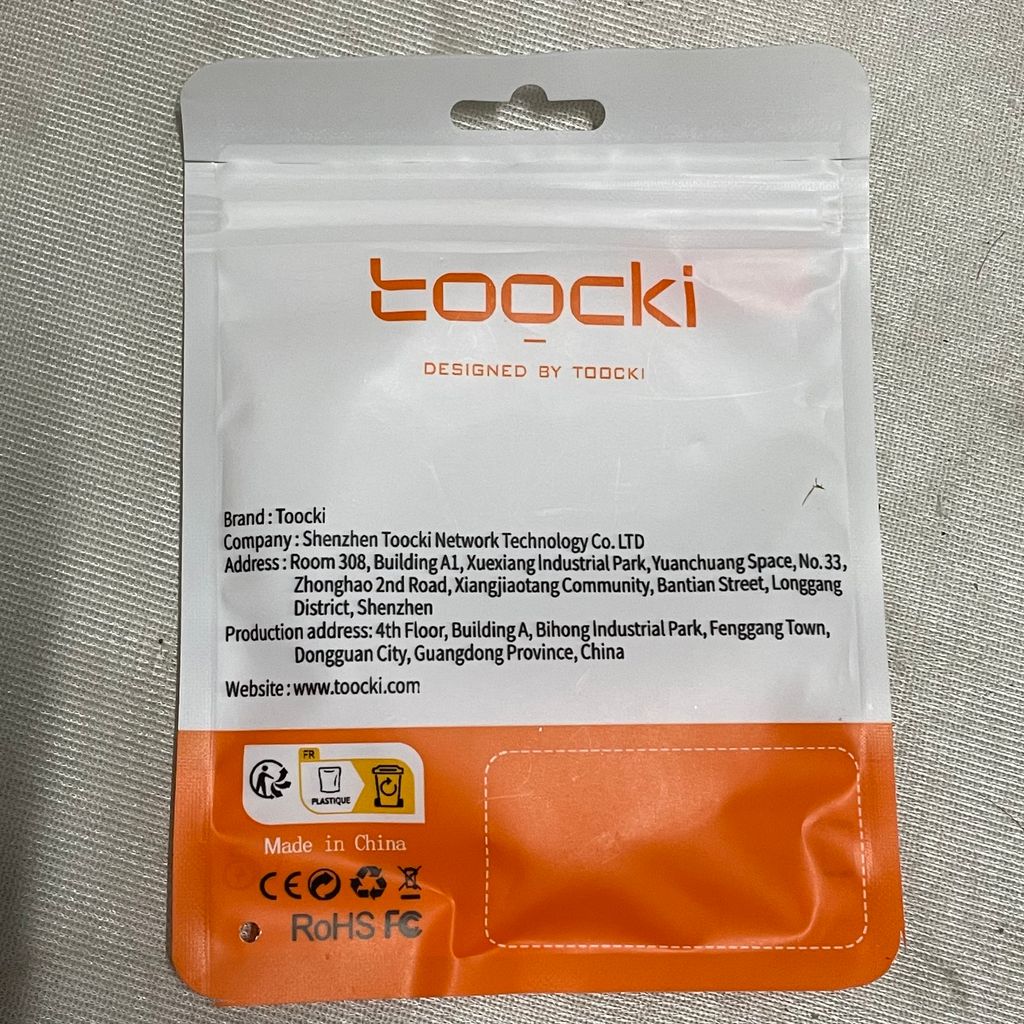 toocki
DESIGNED BY TOOCKI
Brand : Toocki
Company : Shenzhen Toocki Network Technology Co. LTD
Address : Room 308, Building A1, Xuexiang Industrial Park, Yuanchuang Space, No. 33,
Zhonghao 2nd Road, Xiangjiaotang Community, Bantian Street, Longgang
District, Shenzhen
Production address: 4th Floor, Building A, Bihong Industrial Park, Fenggang Town,
Dongguan City, Guangdong Province, China
Website : www.toocki.com
FR
PLASTIQUE
Made in China
CE
RoHS FC